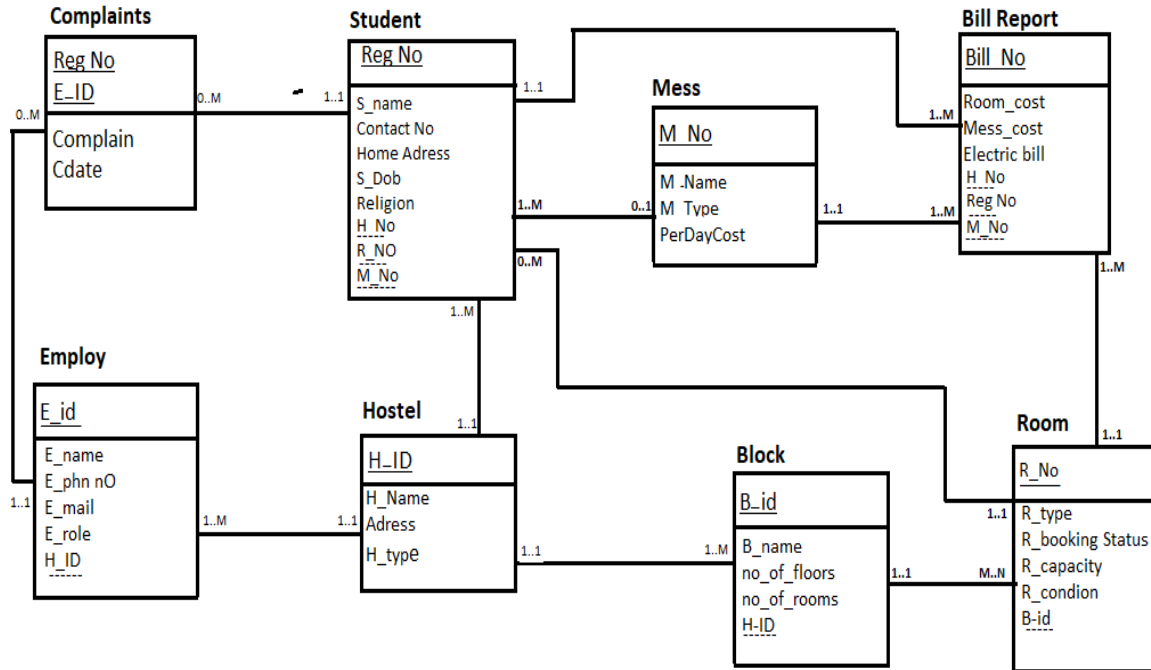 Complaints
Reg No
E_ID
Complain
Cdate
Student
Reg No
S_name
Contact No
Home Adress
S_Dob
Religion
H_No
R_NO
M_No
Mess
M_No
M_Name
M_Type
PerDayCost
Bill Report
Bill_No
Room_cost
Mess_cost
Electric bill
H_No
Reg No
M_No
0..M
0..M
1..1
1..1
1..M
1..M
0..1
1..1
1..M
0..M
1..M
1..M
Employ
E_id
E_name
E_phn nO
E_mail
E_role
H_ID
1..1
1..M
Hostel
H_ID
H_Name
Adress
H_type
1..1
1..1
1..1
Block
B_id
B_name
no_of_floors
no_of_rooms
H-ID
1..M
1..1
Room
R_No
R_type
R_booking Status
R_capacity
R_condion
B-id
1..1
1..1
M..N